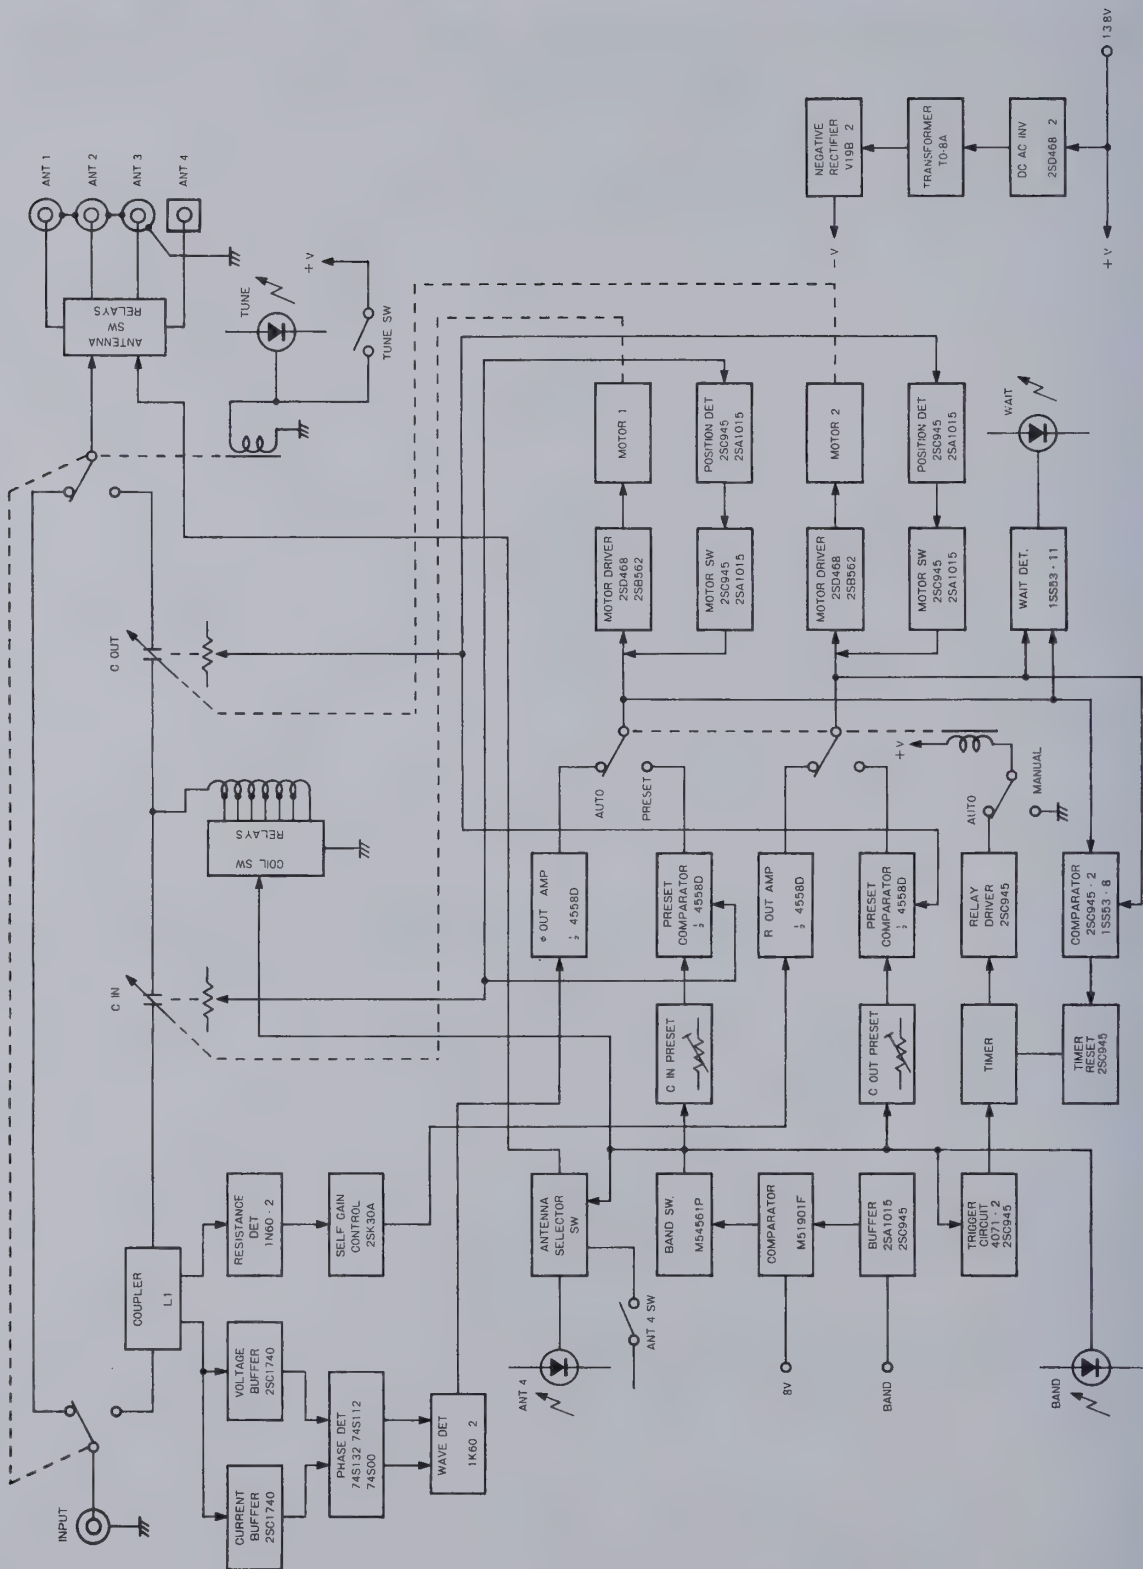 INPUT
COUPLER
L1
CURRENT
BUFFER
2SC1740
VOLTAGE
BUFFER
2SC1740
RESISTANCE
DET
1N60 · 2
SELF GAIN
CONTROL
2SK30A
PHASE DET
74S132 74S112
74S00
WAVE DET
1K60 2
C IN
COIL SW
RELAYS
C OUT
ANTENNA
SW
RELAYS
ANT 1
ANT 2
ANT 3
ANT 4
TUNE
+V
TUNE SW
ANT 4
ANTENNA
SELECTOR
SW
ANT 4 SW
BAND SW.
M54561P
8V
COMPARATOR
M51901F
BAND
BUFFER
2SA1015
2SC945
TRIGGER
CIRCUIT
4071 · 2
2SC945
BAND
C IN PRESET
C OUT PRESET
TIMER
TIMER
RESET
2SC945
φ OUT AMP
½ 4558D
PRESET
COMPARATOR
½ 4558D
R OUT AMP
½ 4558D
PRESET
COMPARATOR
½ 4558D
RELAY
DRIVER
2SC945
COMPARATOR
2SC945 · 2
1SS53 · 8
AUTO
PRESET
+V
AUTO
MANUAL
MOTOR DRIVER
2SD468
2SB562
MOTOR SW
2SC945
2SA1015
MOTOR DRIVER
2SD468
2SB562
MOTOR SW
2SC945
2SA1015
WAIT DET.
1SS53 · 11
MOTOR 1
POSITION DET
2SC945
2SA1015
MOTOR 2
POSITION DET
2SC945
2SA1015
WAIT
−V
NEGATIVE
RECTIFIER
V19B 2
TRANSFORMER
TO-8A
DC AC INV
2SD468 2
+V
13 8V